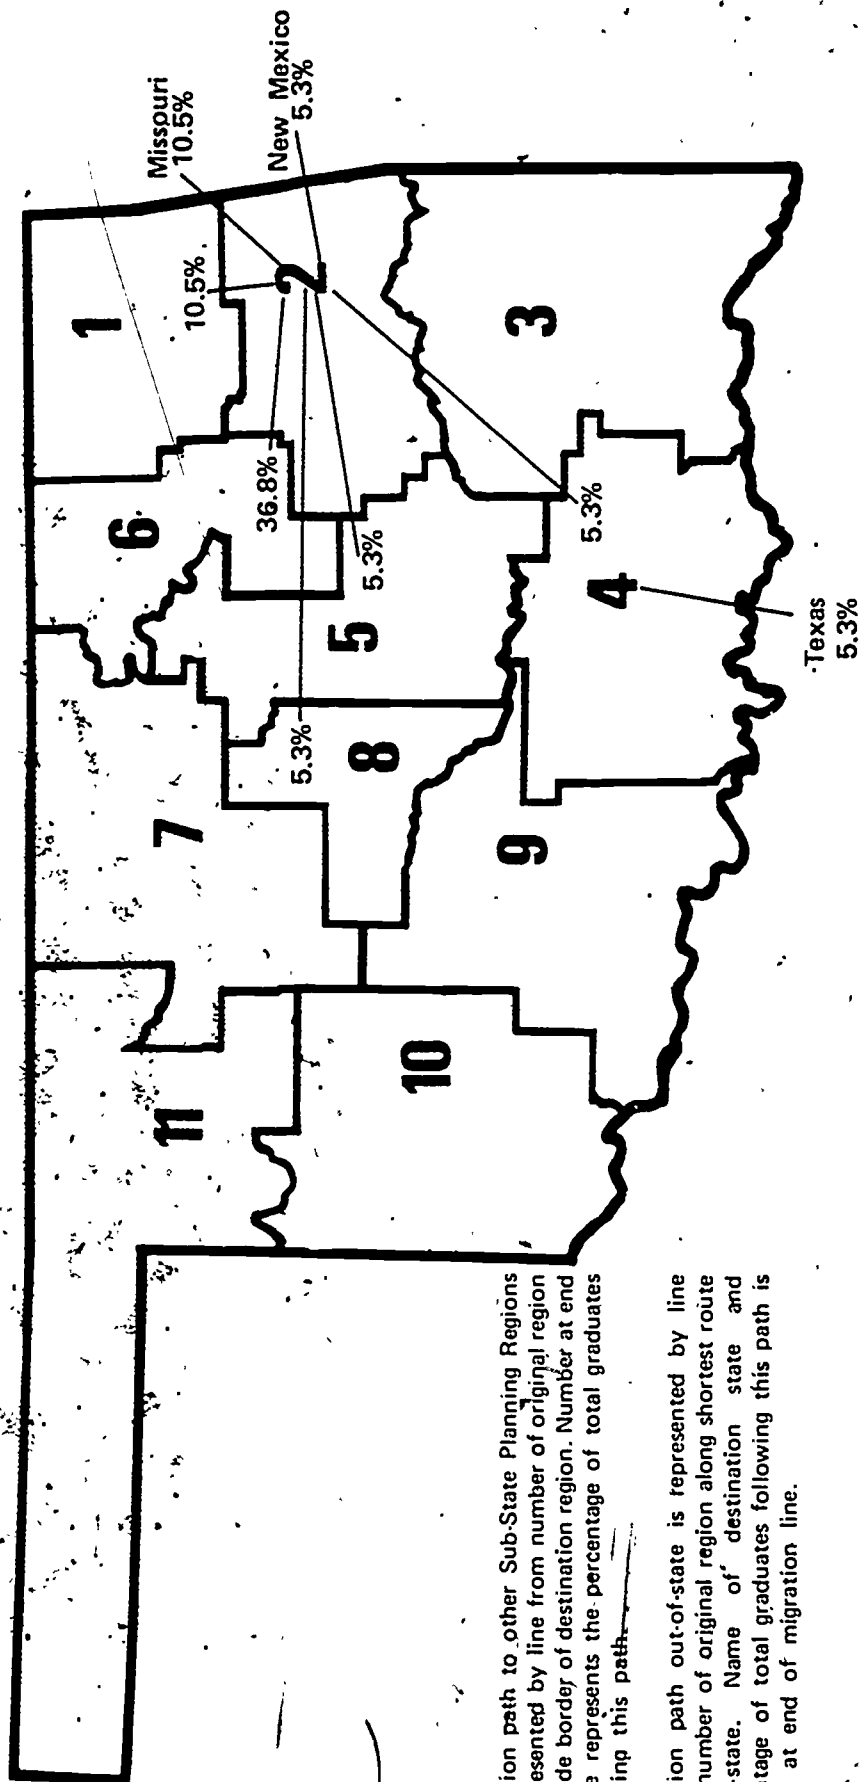 Missouri
10.5%
New Mexico
5.3%
1
10.5%
2
3
6
36.8%
5.3%
5.3%
4
5
Texas
5.3%
5.3%
8
7
9
11
10
ion path to other Sub-State Planning Regions
esented by line from number of original region
de border of destination region. Number at end
e represents the percentage of total graduates
ing this path.
ion path out-of-state is represented by line
number of original region along shortest route
state. Name of destination state and
tage of total graduates following this path is
at end of migration line.